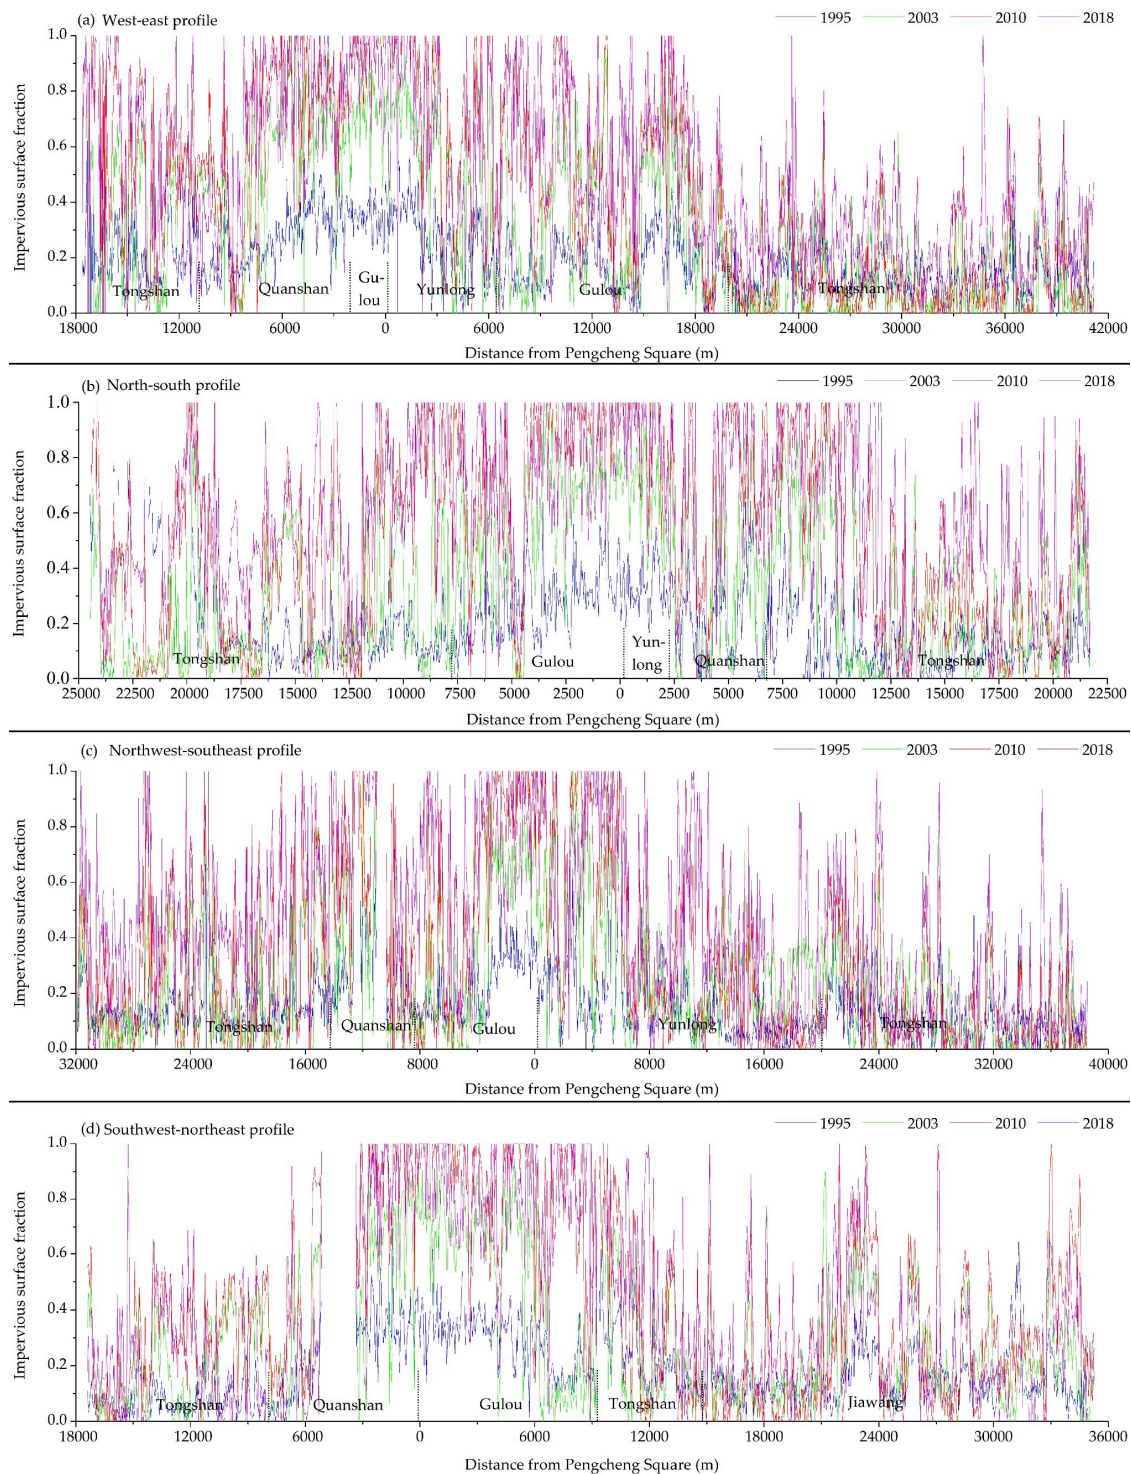 (a) West-east profile
1995 2003 2010 2018
Impervious surface fraction
1.0
0.8
0.6
0.4
0.2
0.0
Tongshan Quanshan Gu-lou Yunlong Gulou Tongshan
18000 12000 6000 0 6000 12000 18000 24000 30000 36000 42000
Distance from Pengcheng Square (m)
(b) North-south profile
1995 2003 2010 2018
Impervious surface fraction
1.0
0.8
0.6
0.4
0.2
0.0
Tongshan Gulou Yun-long Quanshan Tongshan
25000 22500 20000 17500 15000 12500 10000 7500 5000 2500 0 2500 5000 7500 10000 12500 15000 17500 20000 22500
Distance from Pengcheng Square (m)
(c) Northwest-southeast profile
1995 2003 2010 2018
Impervious surface fraction
1.0
0.8
0.6
0.4
0.2
0.0
Tongshan Quanshan Gulou Yunlong Tongshan
32000 24000 16000 8000 0 8000 16000 24000 32000 40000
Distance from Pengcheng Square (m)
(d) Southwest-northeast profile
1995 2003 2010 2018
Impervious surface fraction
1.0
0.8
0.6
0.4
0.2
0.0
Tongshan Quanshan Gulou Tongshan Jiawang
18000 12000 6000 0 6000 12000 18000 24000 30000 36000
Distance from Pengcheng Square (m)